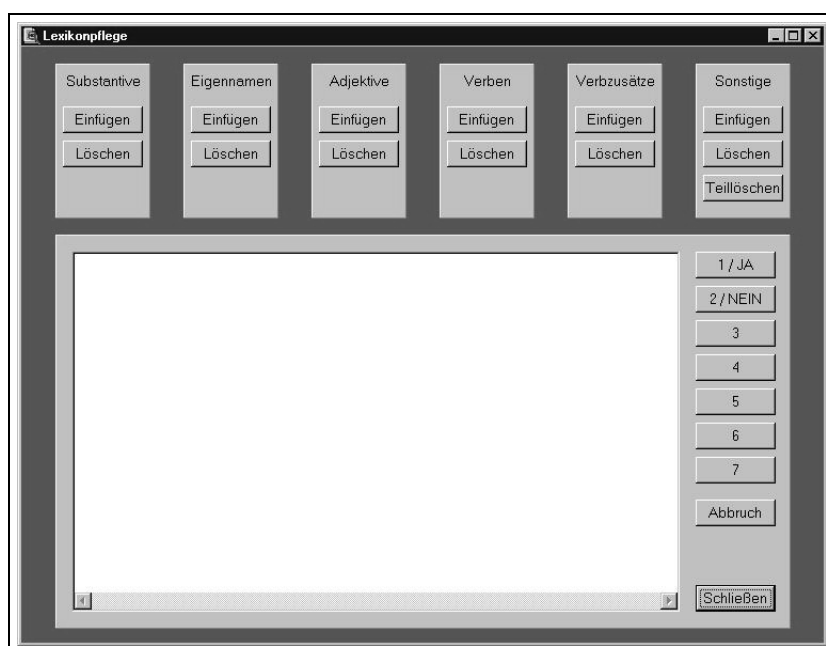 Lexikonpflege
Substantive Eigennamen Adjektive Verben Verbzusätze Sonstige
Einfügen Einfügen Einfügen Einfügen Einfügen Einfügen
Löschen Löschen Löschen Löschen Löschen Löschen
Teillöschen
1 / JA
2 / NEIN
3
4
5
6
7
Abbruch
Schließen